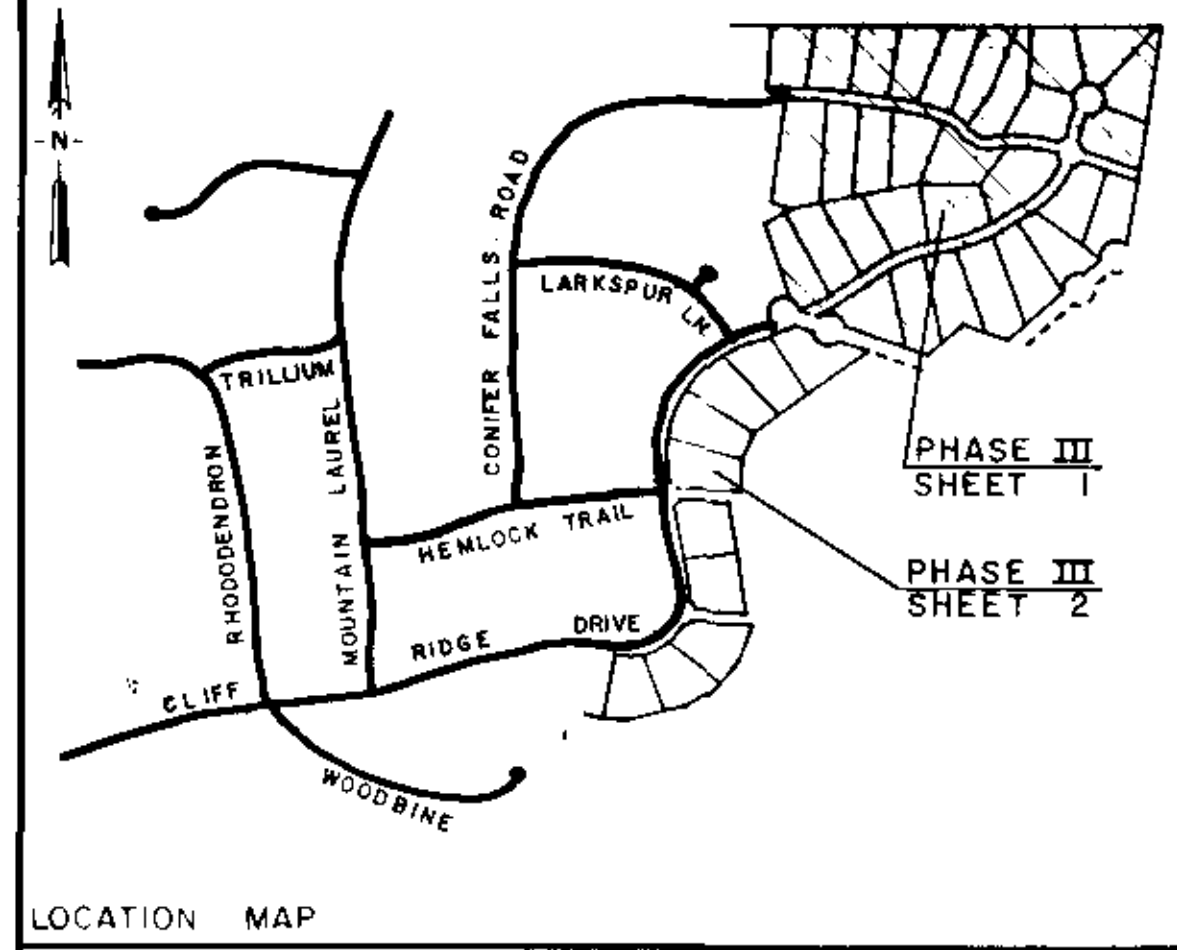 N
CONIFER FALLS ROAD
LARKSPUR LN
TRILLIUM
RHODODENDRON
MOUNTAIN LAUREL
HEMLOCK TRAIL
PHASE III
SHEET 1
PHASE III
SHEET 2
CLIFF RIDGE DRIVE
WOODBINE
LOCATION MAP